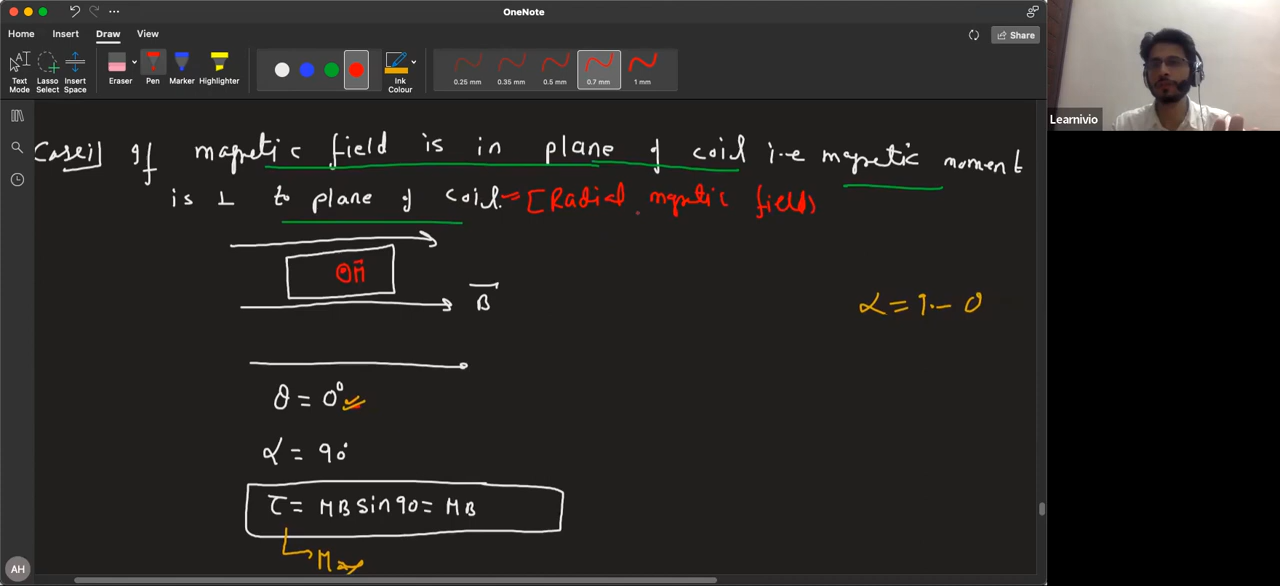 OneNote
Home Insert Draw View
Share
Text Mode
Lasso Select
Insert Space
Eraser
Pen
Marker
Highlighter
Ink Colour
0.25 mm 0.35 mm 0.5 mm 0.7 mm 1 mm
Learnivio
Case i] If magnetic field is in plane of coil i.e magnetic moment
is ⊥ to plane of coil. = [Radial magnetic field]
⊙M⃗
B
α = 90 - θ
θ = 0°
α = 90°
τ = MB sin 90 = MB
Max
AH